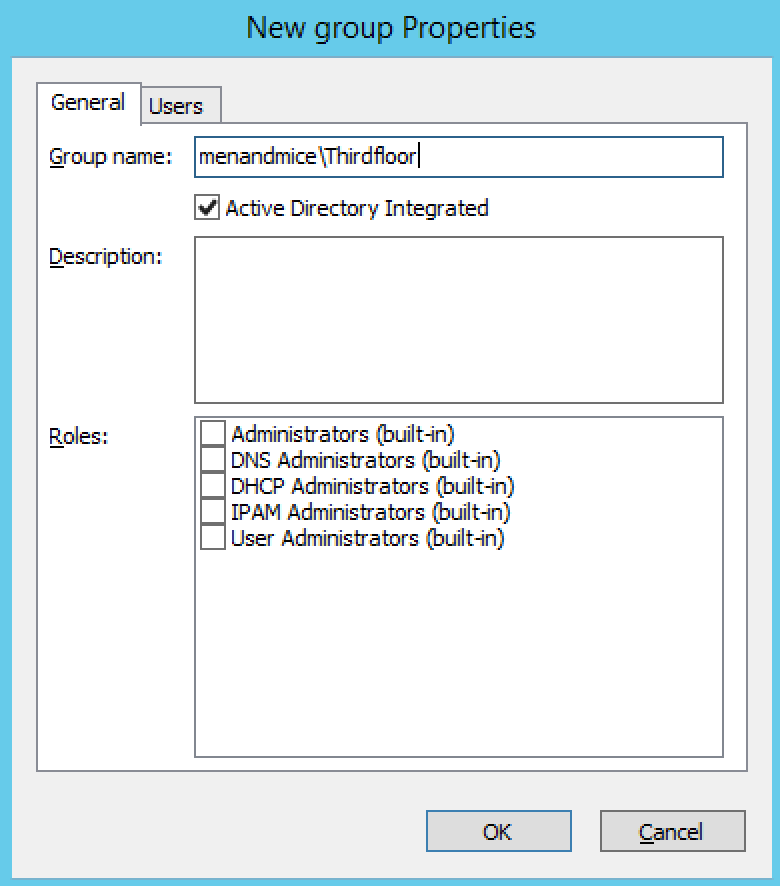 New group Properties
General
Users
Group name: menandmice\Thirdfloor
Active Directory Integrated
Description:
Roles:
Administrators (built-in)
DNS Administrators (built-in)
DHCP Administrators (built-in)
IPAM Administrators (built-in)
User Administrators (built-in)
OK
Cancel